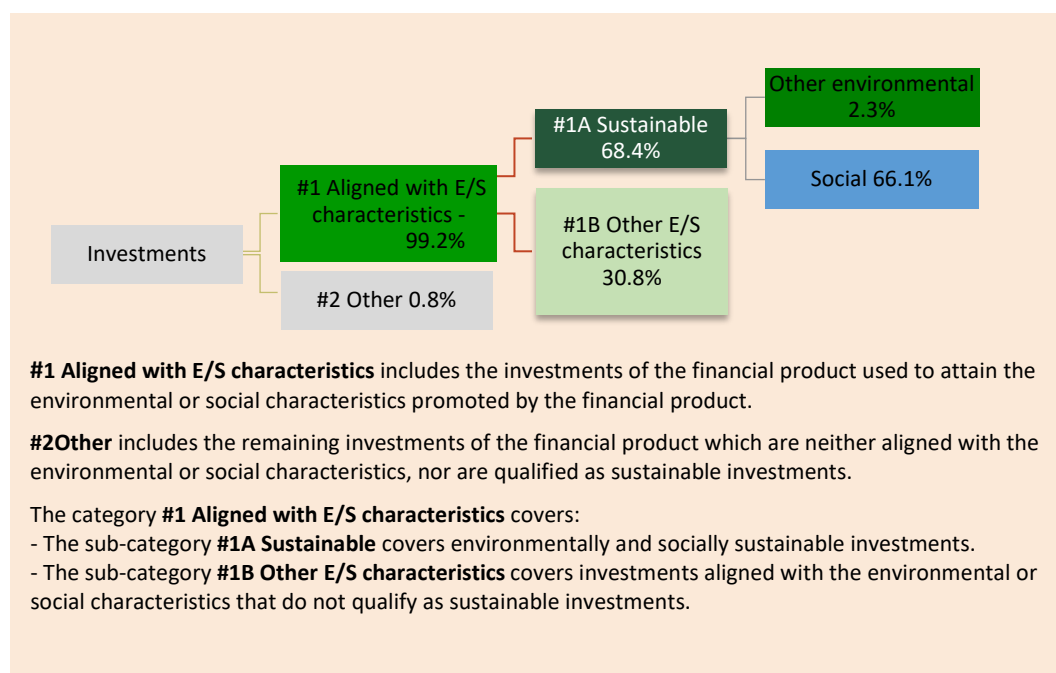 Investments
#1 Aligned with E/S
characteristics -
99.2%
#2 Other 0.8%
#1A Sustainable
68.4%
#1B Other E/S
characteristics
30.8%
Other environmental
2.3%
Social 66.1%
#1 Aligned with E/S characteristics includes the investments of the financial product used to attain the
environmental or social characteristics promoted by the financial product.
#2Other includes the remaining investments of the financial product which are neither aligned with the
environmental or social characteristics, nor are qualified as sustainable investments.
The category #1 Aligned with E/S characteristics covers:
- The sub-category #1A Sustainable covers environmentally and socially sustainable investments.
- The sub-category #1B Other E/S characteristics covers investments aligned with the environmental or
social characteristics that do not qualify as sustainable investments.